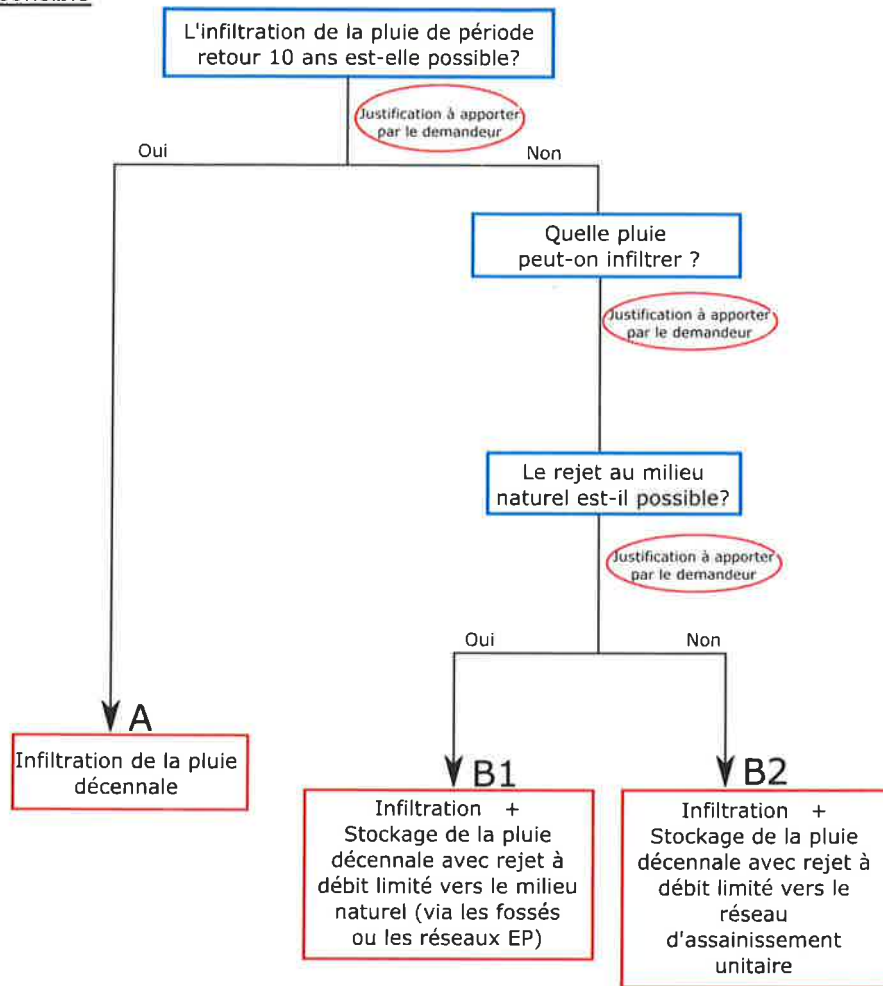 L'infiltration de la pluie de période
retour 10 ans est-elle possible?
Justification à apporter
par le demandeur
Oui
Non
Quelle pluie
peut-on infiltrer ?
Justification à apporter
par le demandeur
Le rejet au milieu
naturel est-il possible?
Justification à apporter
par le demandeur
Oui
Non
A
Infiltration de la pluie
décennale
B1
Infiltration +
Stockage de la pluie
décennale avec rejet à
débit limité vers le milieu
naturel (via les fossés
ou les réseaux EP)
B2
Infiltration +
Stockage de la pluie
décennale avec rejet à
débit limité vers le
réseau
d'assainissement
unitaire